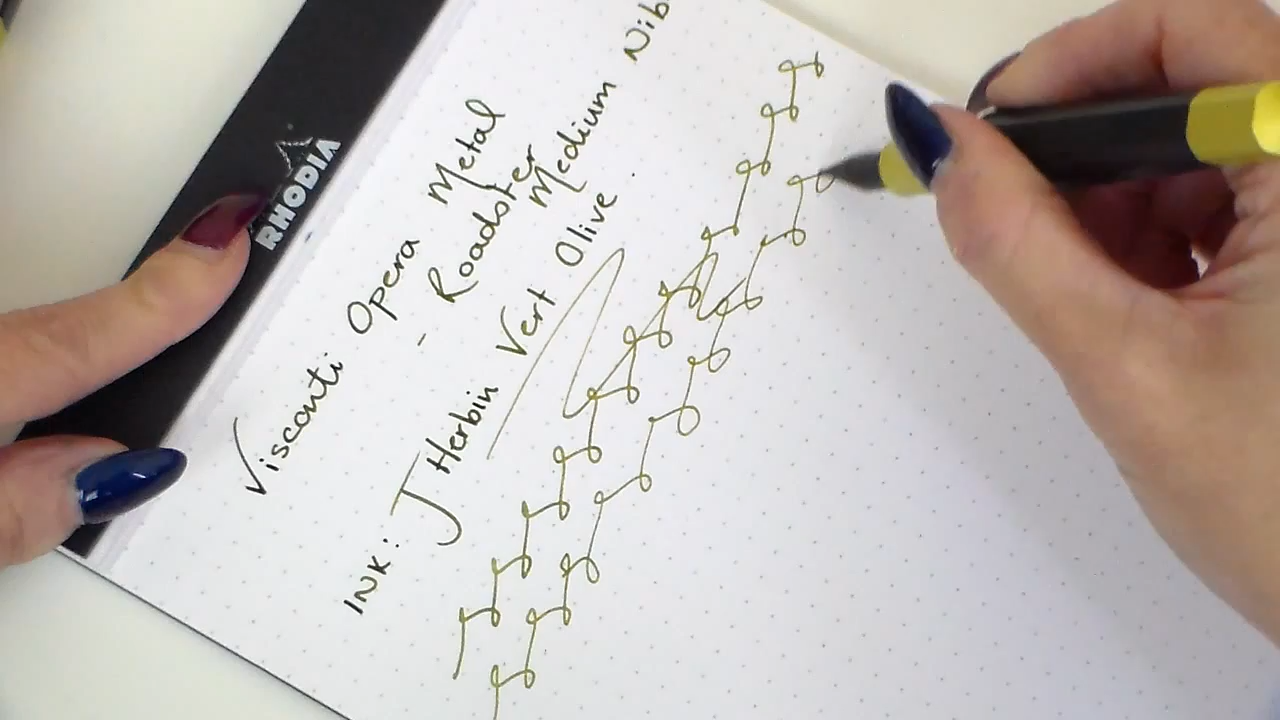 RHODIA
Visconti Opera Metal
- Roadster
Medium Nib
INK: J Herbin Vert Olive